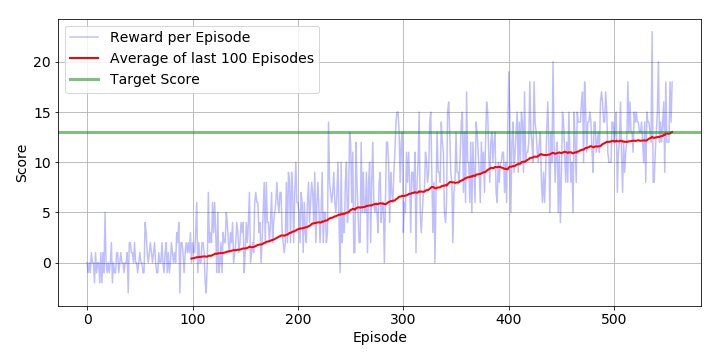 Reward per Episode
Average of last 100 Episodes
Target Score
Score
20
15
10
5
0
0 100 200 300 400 500
Episode